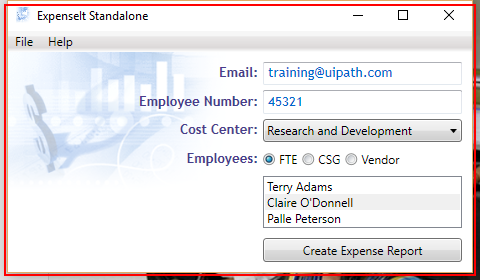 ExpenseIt Standalone
File Help
Email: training@uipath.com
Employee Number: 45321
Cost Center: Research and Development
Employees: FTE CSG Vendor
Terry Adams
Claire O'Donnell
Palle Peterson
Create Expense Report